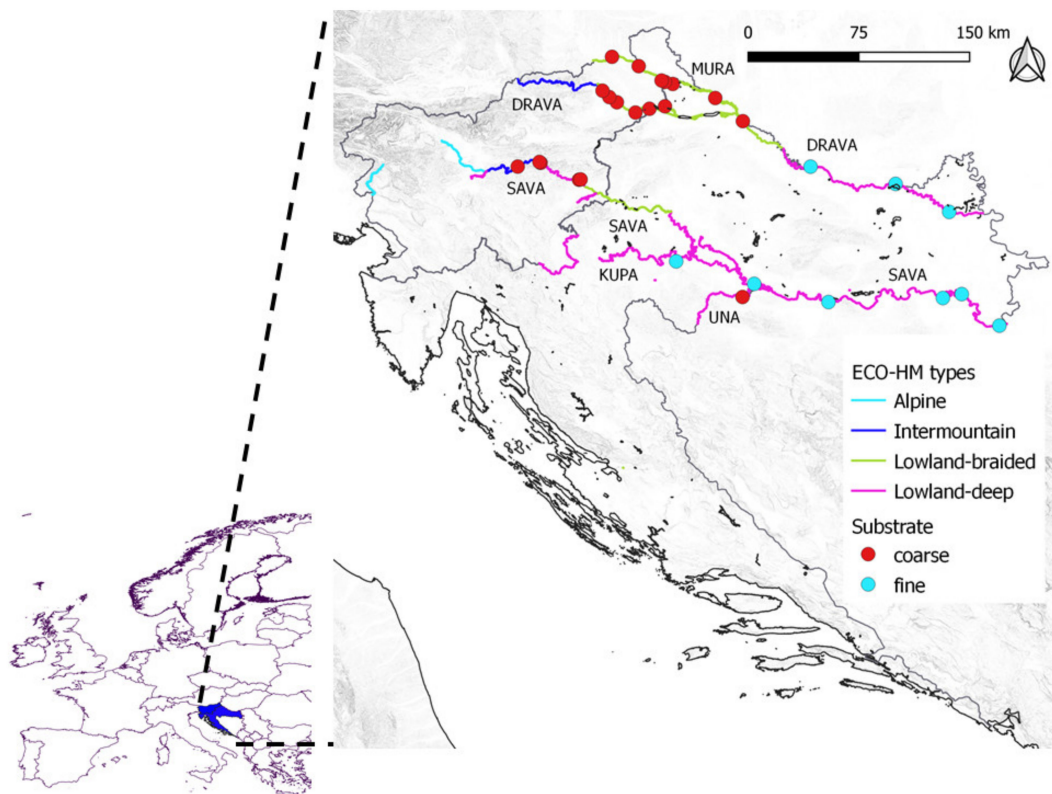 0 75 150 km
MURA
DRAVA
DRAVA
SAVA
SAVA
KUPA
SAVA
UNA
ECO-HM types
Alpine
Intermountain
Lowland-braided
Lowland-deep
Substrate
coarse
fine